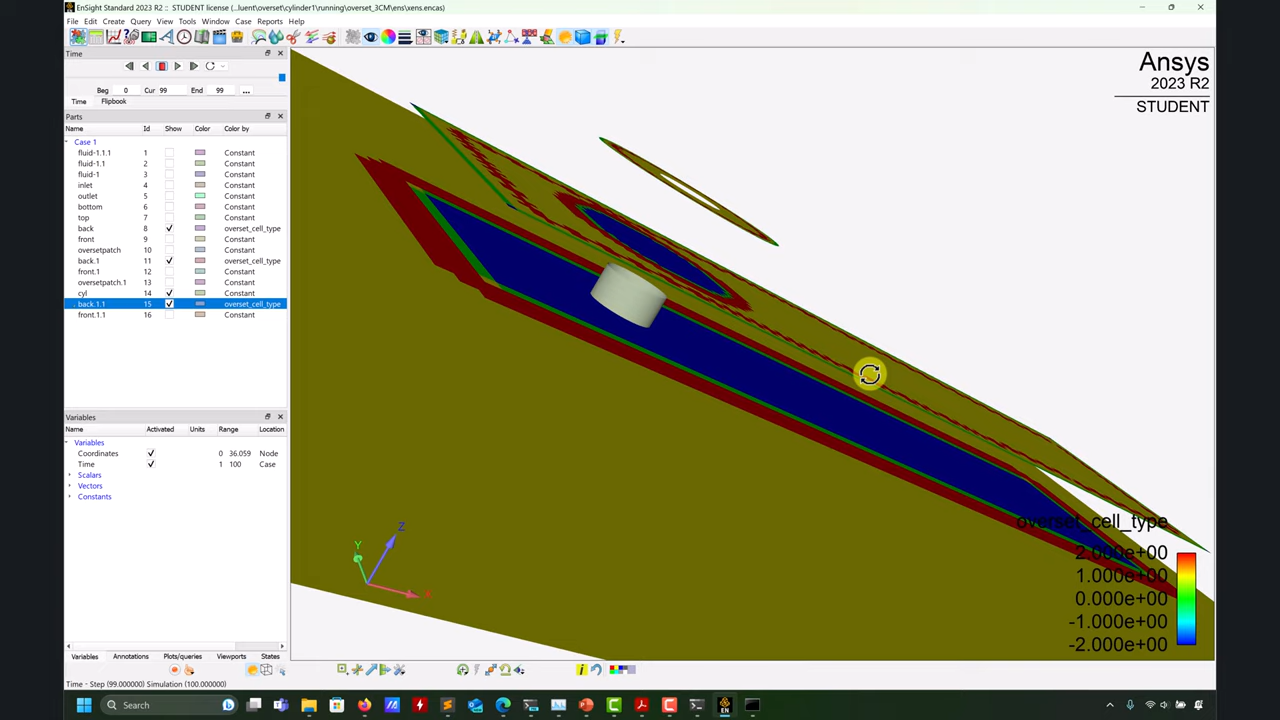 EnSight Standard 2023 R2 :: STUDENT license (...luent\overset\cylinder1\running\overset_3CM\ens\xens.encas)
File Edit Create Query View Tools Window Case Reports Help
Time
Beg 0 Cur 99 End 99 ...
Time Flipbook
Parts
Name Id Show Color Color by
Case 1
fluid-1.1.1 1 Constant
fluid-1.1 2 Constant
fluid-1 3 Constant
inlet 4 Constant
outlet 5 Constant
bottom 6 Constant
top 7 Constant
back 8 overset_cell_type
front 9 Constant
oversetpatch 10 Constant
back.1 11 overset_cell_type
front.1 12 Constant
oversetpatch.1 13 Constant
cyl 14 Constant
back.1.1 15 overset_cell_type
front.1.1 16 Constant
Variables
Name Activated Units Range Location
Variables
Coordinates 0 36.059 Node
Time 1 100 Case
Scalars
Vectors
Constants
Variables Annotations Plots/queries Viewports States
Time - Step (99.000000) Simulation (100.000000)
Ansys
2023 R2
STUDENT
Z
Y
X
overset_cell_type
2.000e+00
1.000e+00
0.000e+00
-1.000e+00
-2.000e+00
Search
EN